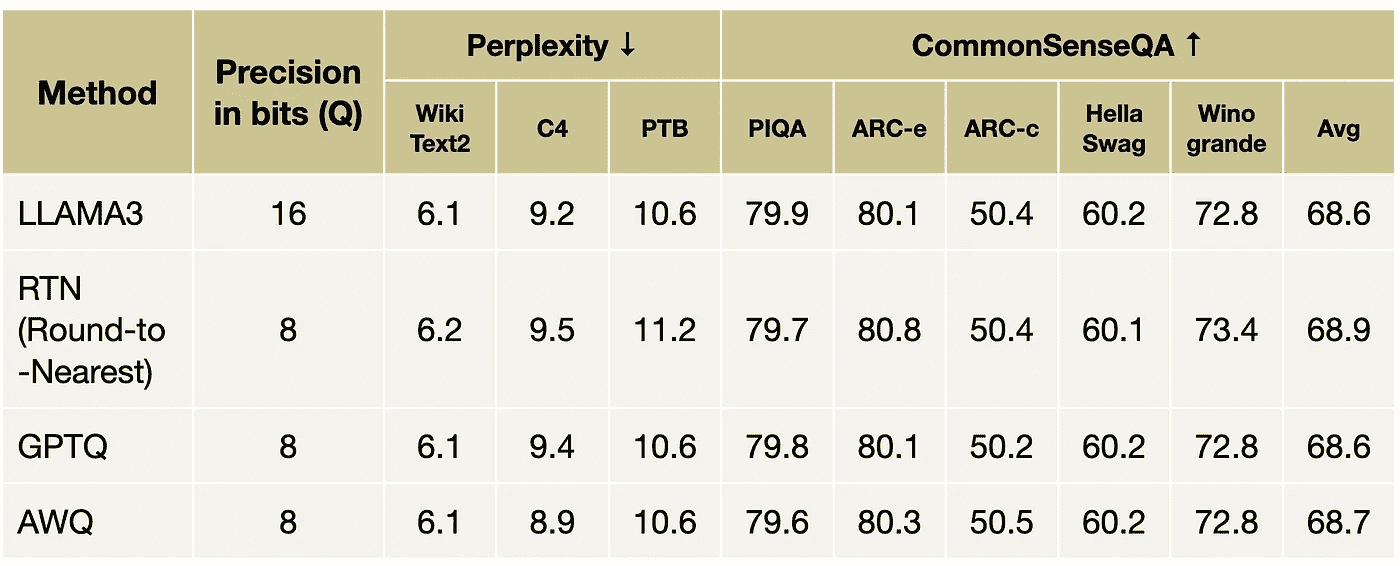 Method Precision in bits (Q) Perplexity ↓ CommonSenseQA ↑
Wiki Text2 C4 PTB PIQA ARC-e ARC-c Hella Swag Wino grande Avg
LLAMA3 16 6.1 9.2 10.6 79.9 80.1 50.4 60.2 72.8 68.6
RTN
(Round-to
-Nearest) 8 6.2 9.5 11.2 79.7 80.8 50.4 60.1 73.4 68.9
GPTQ 8 6.1 9.4 10.6 79.8 80.1 50.2 60.2 72.8 68.6
AWQ 8 6.1 8.9 10.6 79.6 80.3 50.5 60.2 72.8 68.7